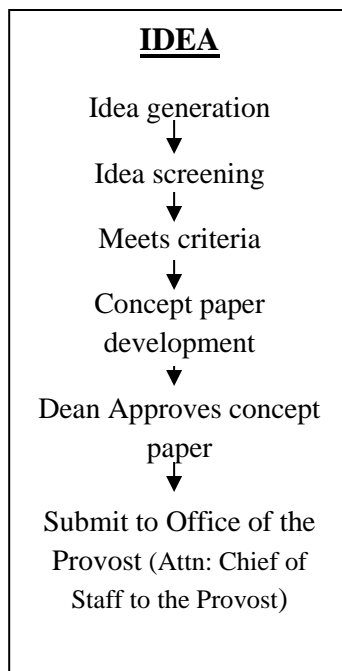 IDEA
Idea generation
Idea screening
Meets criteria
Concept paper
development
Dean Approves concept
paper
Submit to Office of the
Provost (Attn: Chief of
Staff to the Provost)